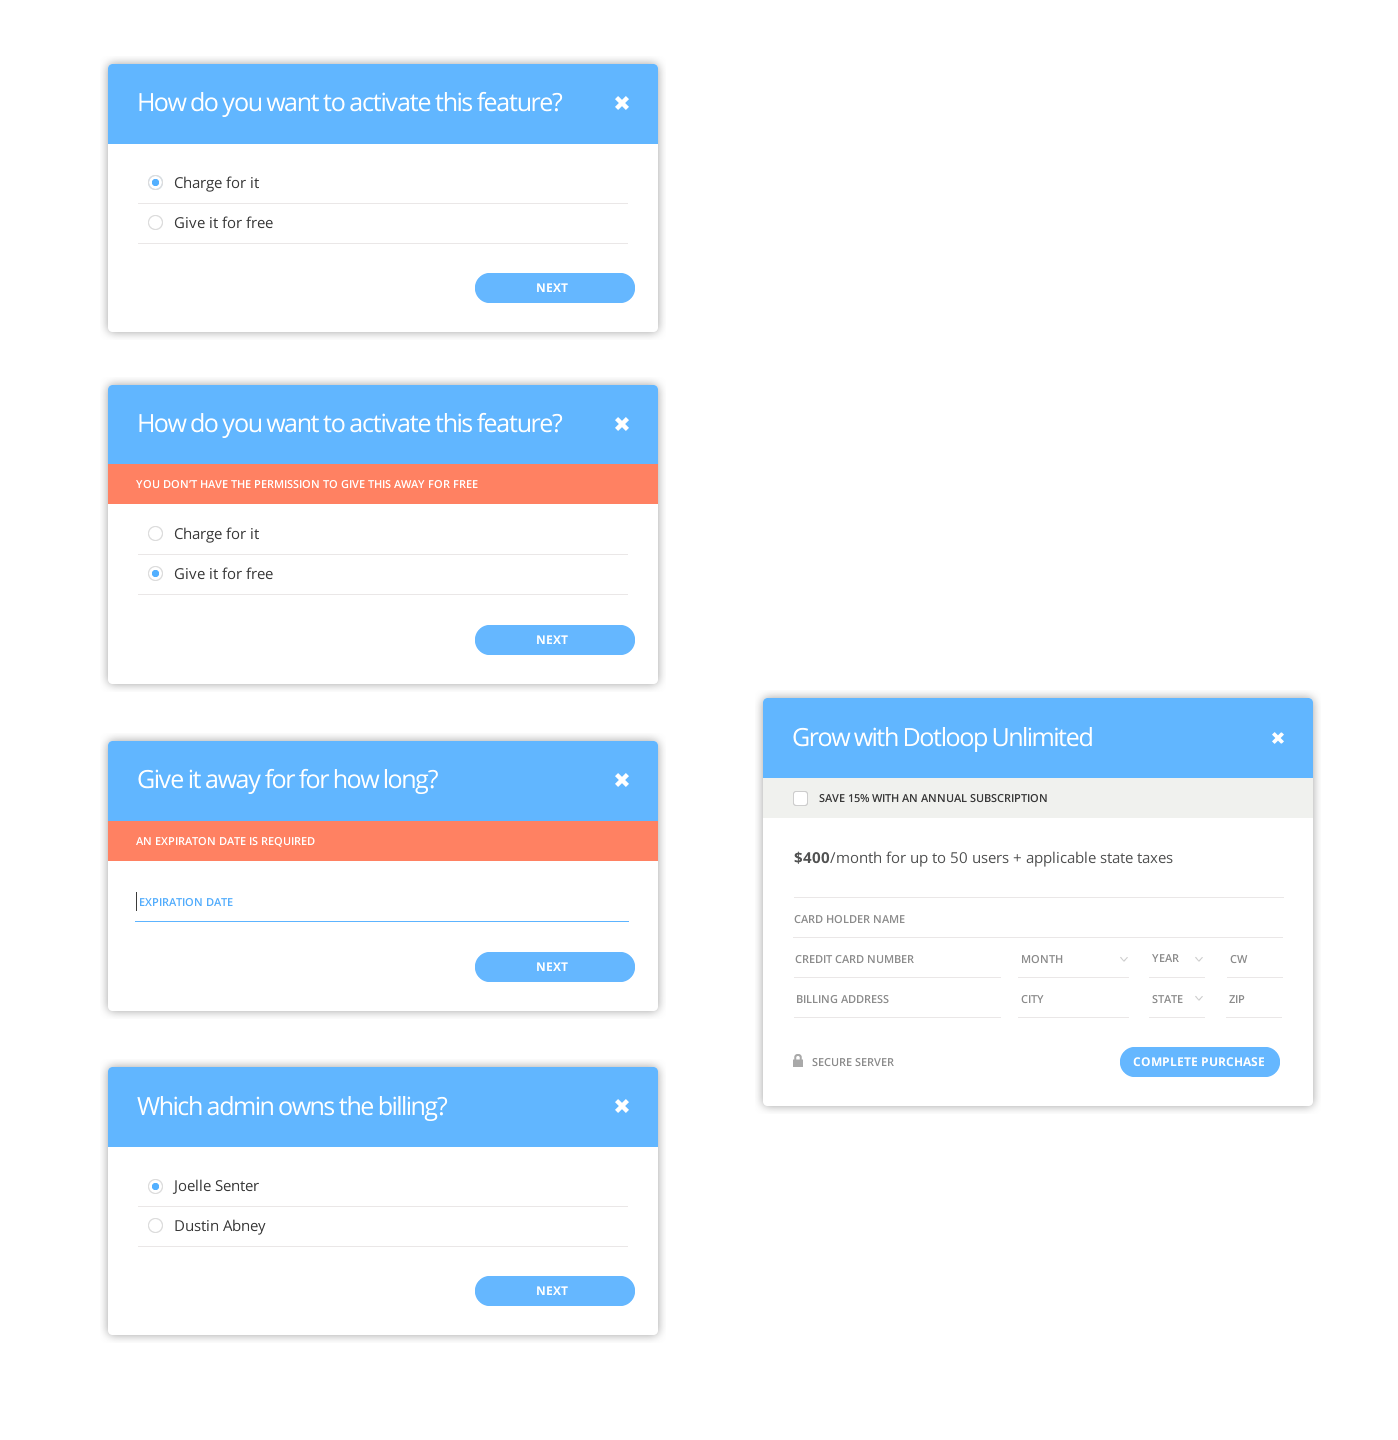 How do you want to activate this feature?
Charge for it
Give it for free
NEXT
How do you want to activate this feature?
YOU DON'T HAVE THE PERMISSION TO GIVE THIS AWAY FOR FREE
Charge for it
Give it for free
NEXT
Give it away for for how long?
AN EXPIRATON DATE IS REQUIRED
EXPIRATION DATE
NEXT
Which admin owns the billing?
Joelle Senter
Dustin Abney
NEXT
Grow with Dotloop Unlimited
SAVE 15% WITH AN ANNUAL SUBSCRIPTION
$400/month for up to 50 users + applicable state taxes
CARD HOLDER NAME
CREDIT CARD NUMBER MONTH YEAR CW
BILLING ADDRESS CITY STATE ZIP
SECURE SERVER COMPLETE PURCHASE